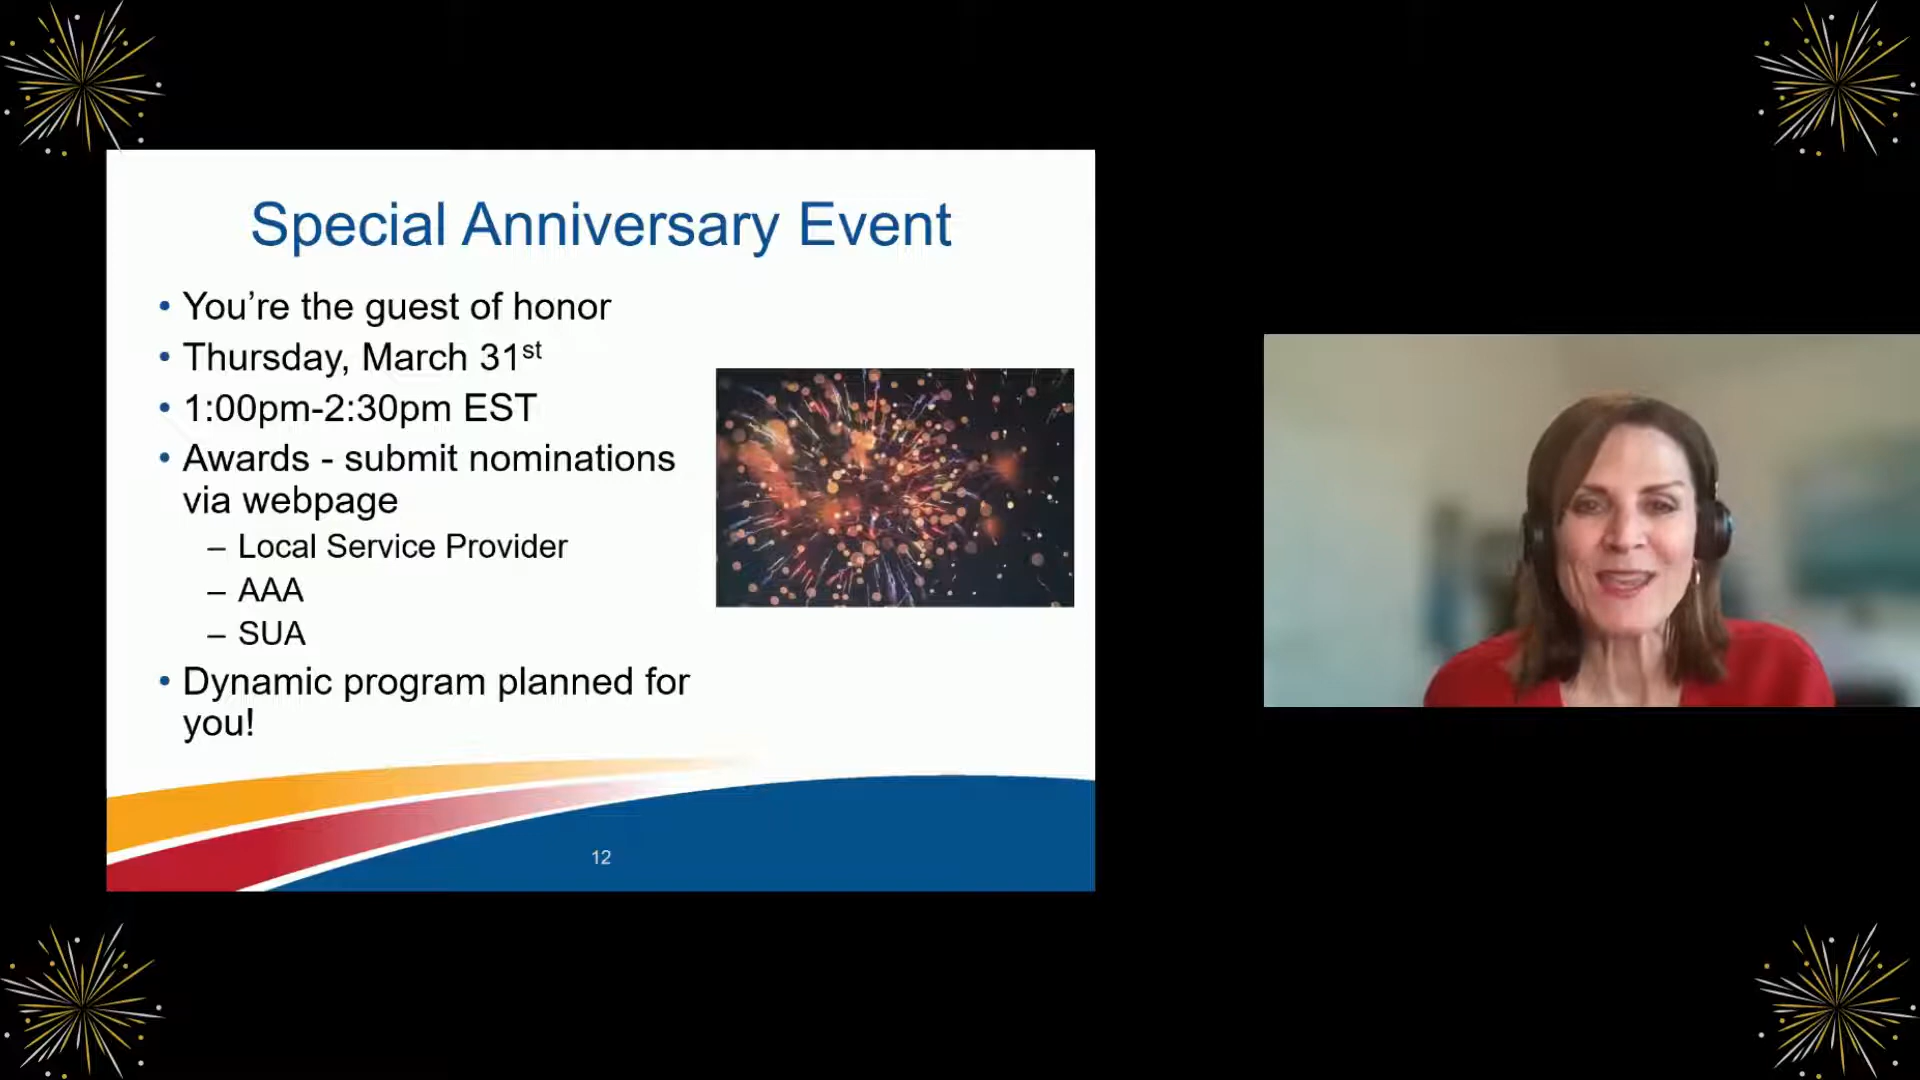 Special Anniversary Event
• You’re the guest of honor
• Thursday, March 31st
• 1:00pm-2:30pm EST
• Awards - submit nominations
via webpage
– Local Service Provider
– AAA
– SUA
• Dynamic program planned for
you!
12